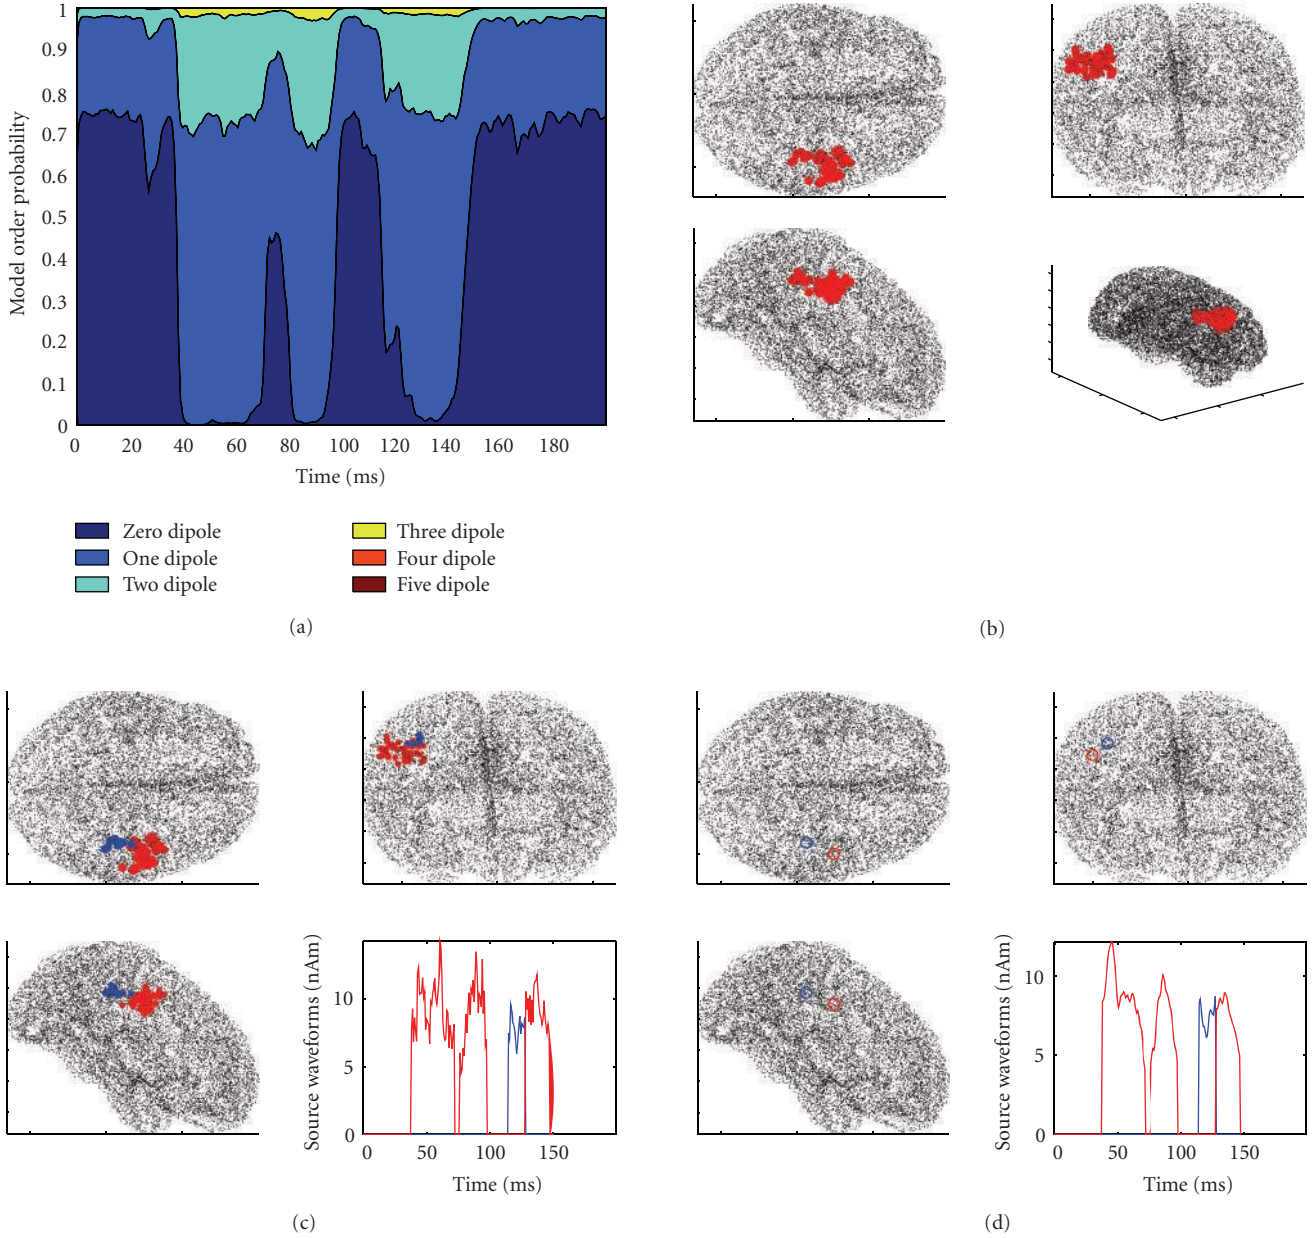 1
0.9
0.8
0.7
0.6
0.5
0.4
0.3
0.2
0.1
0
Model order probability
0 20 40 60 80 100 120 140 160 180
Time (ms)
Zero dipole
One dipole
Two dipole
Three dipole
Four dipole
Five dipole
(a)
(b)
Source waveforms (nAm)
10
5
0
0 50 100 150
Time (ms)
(c)
Source waveforms (nAm)
10
5
0
0 50 100 150
Time (ms)
(d)